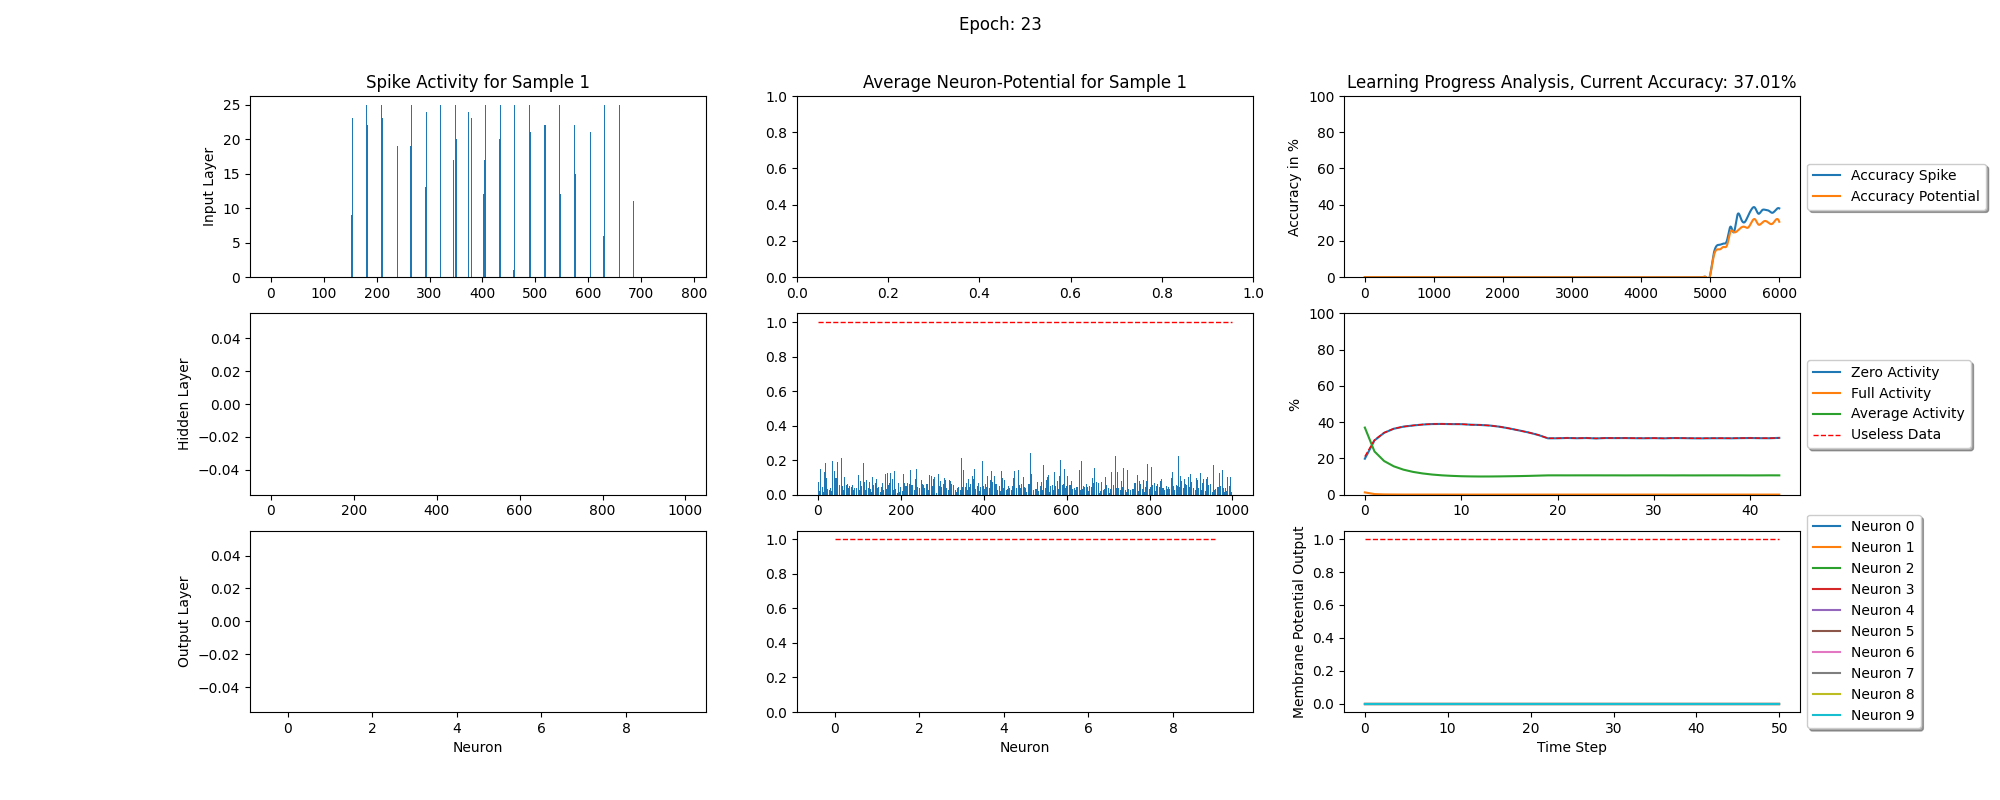 Epoch: 23
Spike Activity for Sample 1
Average Neuron-Potential for Sample 1
Learning Progress Analysis, Current Accuracy: 37.01%
Input Layer
25
20
15
10
5
0
0 100 200 300 400 500 600 700 800
1.0
0.8
0.6
0.4
0.2
0.0
0.0 0.2 0.4 0.6 0.8 1.0
Accuracy in %
100
80
60
40
20
0
0 1000 2000 3000 4000 5000 6000
Accuracy Spike
Accuracy Potential
Hidden Layer
0.04
0.02
0.00
−0.02
−0.04
0 200 400 600 800 1000
1.0
0.8
0.6
0.4
0.2
0.0
0 200 400 600 800 1000
%
100
80
60
40
20
0
0 10 20 30 40
Zero Activity
Full Activity
Average Activity
Useless Data
Output Layer
0.04
0.02
0.00
−0.02
−0.04
0 2 4 6 8
Neuron
1.0
0.8
0.6
0.4
0.2
0.0
0 2 4 6 8
Neuron
Membrane Potential Output
1.0
0.8
0.6
0.4
0.2
0.0
0 10 20 30 40 50
Time Step
Neuron 0
Neuron 1
Neuron 2
Neuron 3
Neuron 4
Neuron 5
Neuron 6
Neuron 7
Neuron 8
Neuron 9